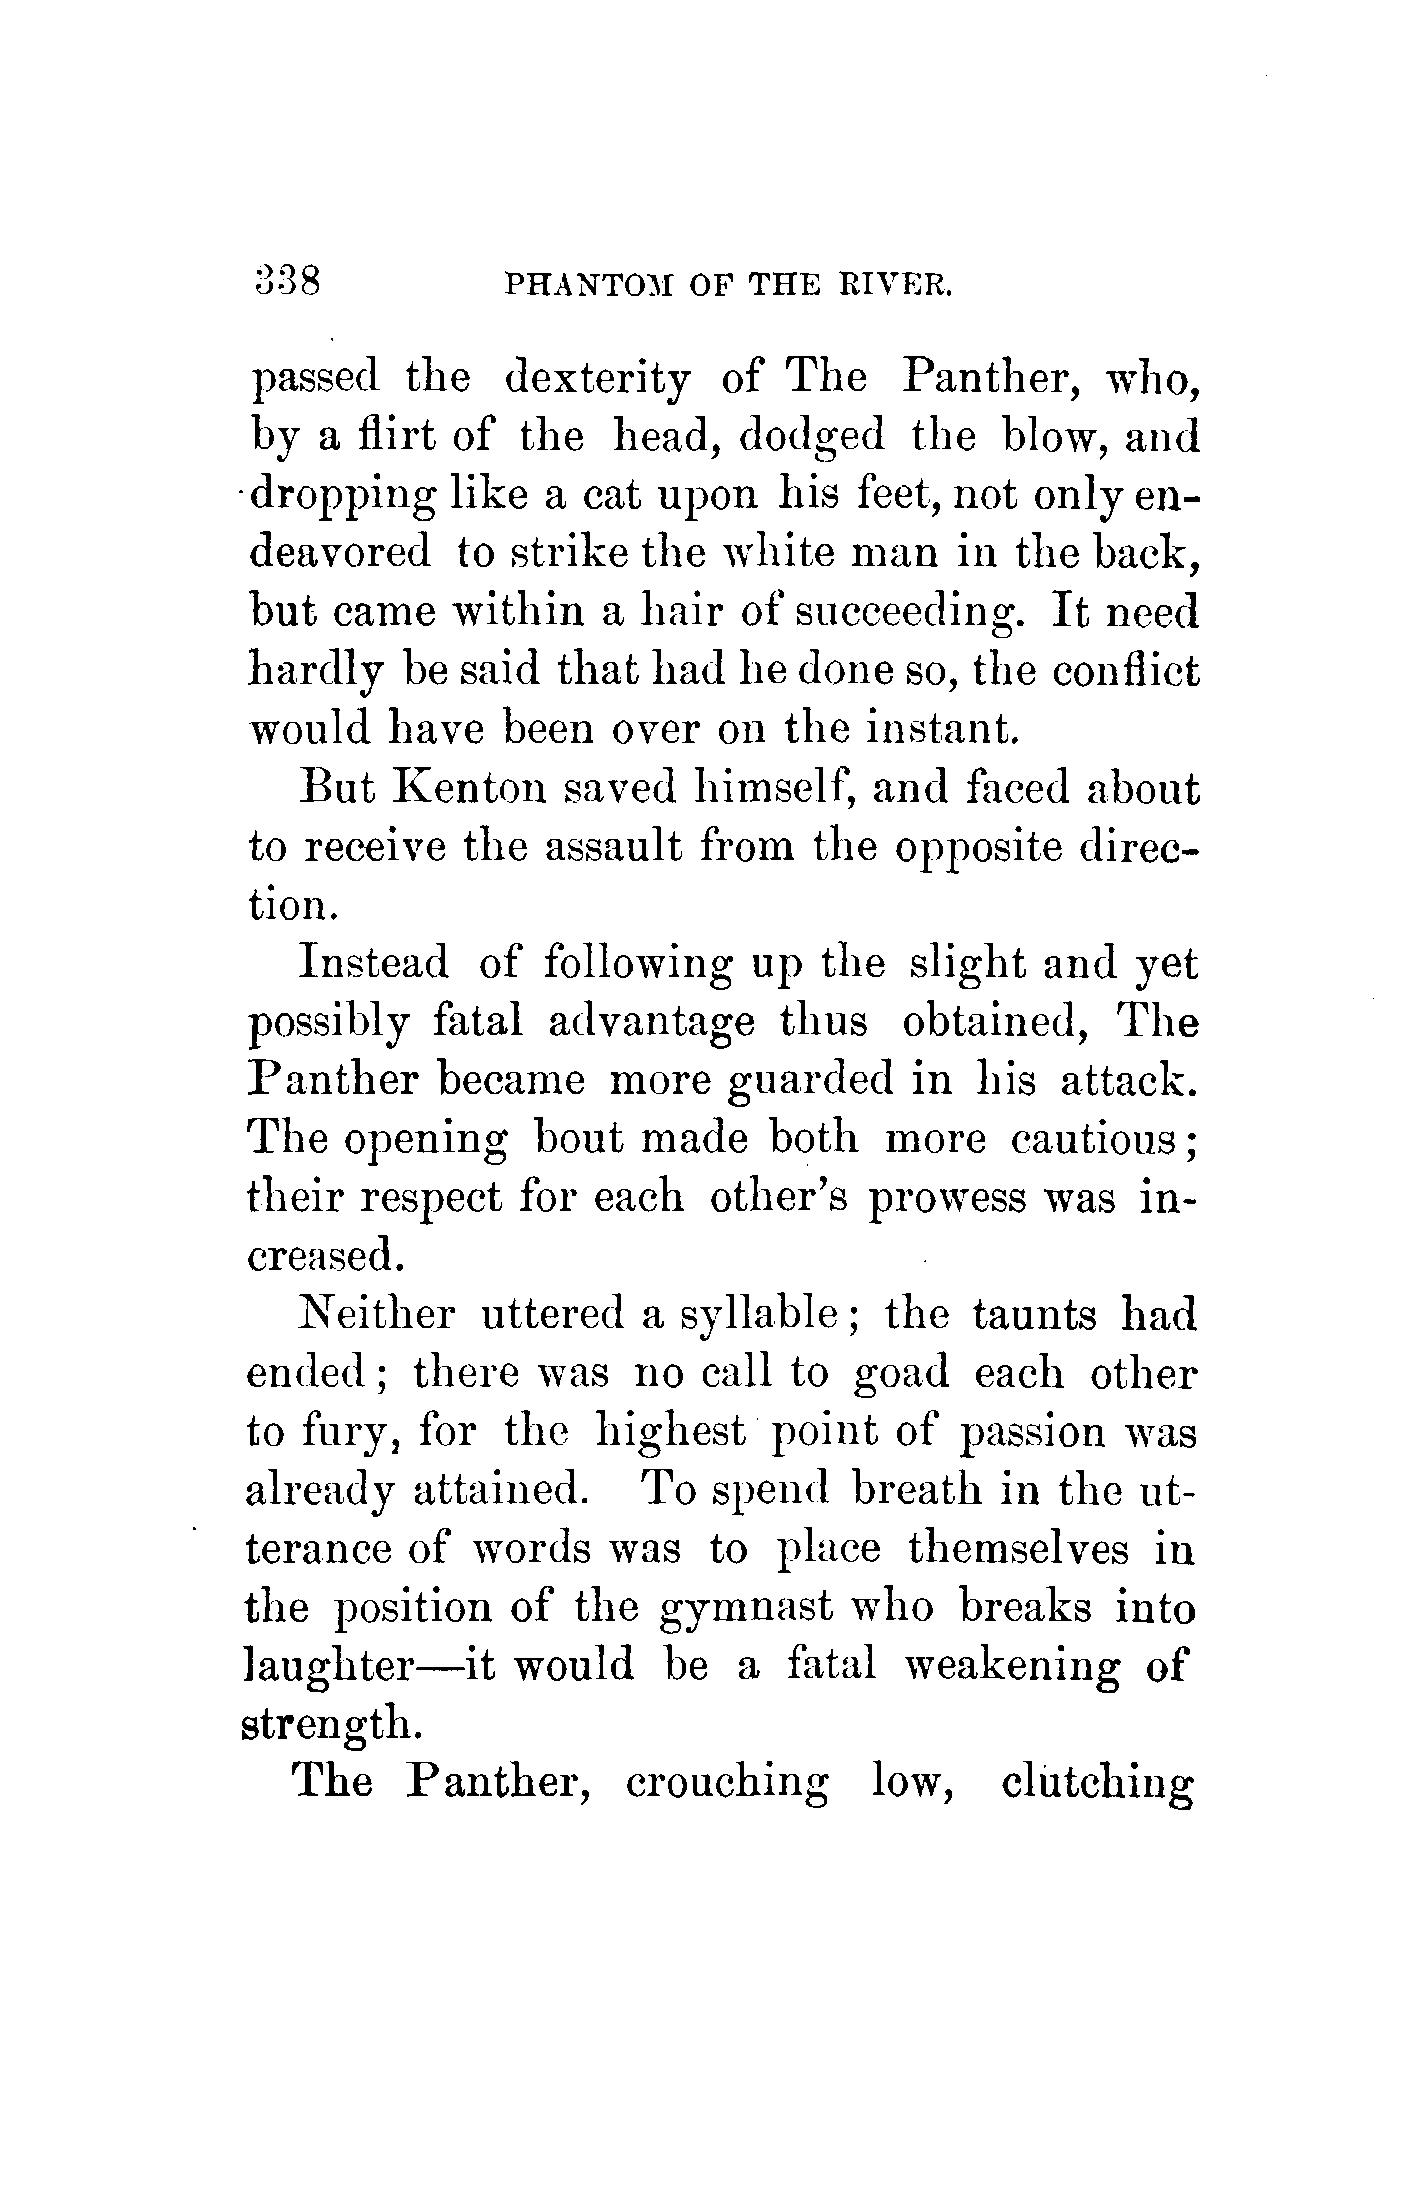 338 PHANTOM OF THE RIVER.
passed the dexterity of The Panther, who,
by a flirt of the head, dodged the blow, and
dropping like a cat upon his feet, not only en-
deavored to strike the white man in the back,
but came within a hair of succeeding. It need
hardly be said that had he done so, the conflict
would have been over on the instant.
But Kenton saved himself, and faced about
to receive the assault from the opposite direc-
tion.
Instead of following up the slight and yet
possibly fatal advantage thus obtained, The
Panther became more guarded in his attack.
The opening bout made both more cautious;
their respect for each other's prowess was in-
creased.
Neither uttered a syllable; the taunts had
ended; there was no call to goad each other
to fury, for the highest point of passion was
already attained. To spend breath in the ut-
terance of words was to place themselves in
the position of the gymnast who breaks into
laughter—it would be a fatal weakening of
strength.
The Panther, crouching low, clutching